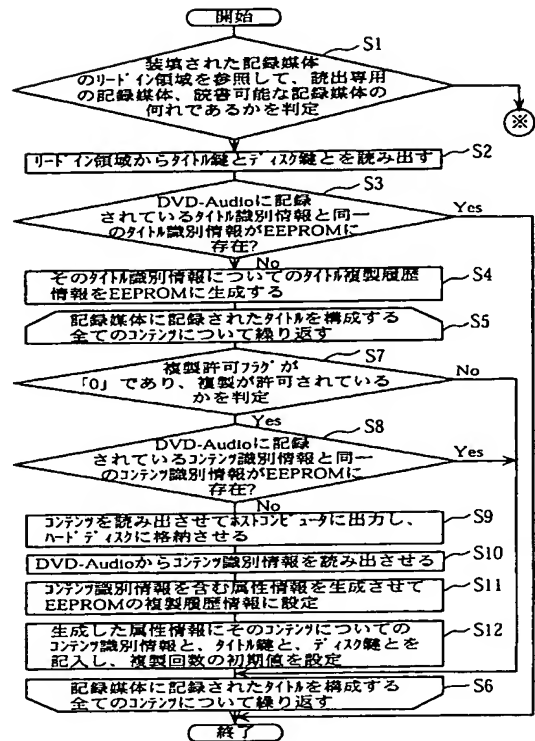 開始
S1
装填された記録媒体
のリードイン領域を参照して、読出専用
の記録媒体、読書可能な記録媒体の
何れであるかを判定
※
S2
リードイン領域からタイトル鍵とディスク鍵とを読み出す
S3
DVD-Audioに記録
されているタイトル識別情報と同一
のタイトル識別情報がEEPROMに
存在?
Yes
No
S4
そのタイトル識別情報についてのタイトル複製履歴
情報をEEPROMに生成する
S5
記録媒体に記録されたタイトルを構成する
全てのコンテンツについて繰り返す
S7
複製許可フラグが
「0」であり、複製が許可されている
かを判定
No
Yes
S8
DVD-Audioに記録
されているコンテンツ識別情報と同一
のコンテンツ識別情報がEEPROMに
存在?
Yes
No
S9
コンテンツを読み出させてホストコンピュータに出力し、
ハードディスクに格納させる
S10
DVD-Audioからコンテンツ識別情報を読み出させる
S11
コンテンツ識別情報を含む属性情報を生成させて
EEPROMの複製履歴情報に設定
S12
生成した属性情報にそのコンテンツについての
コンテンツ識別情報と、タイトル鍵と、ディスク鍵とを
記入し、複製回数の初期値を設定
S6
記録媒体に記録されたタイトルを構成する
全てのコンテンツについて繰り返す
終了